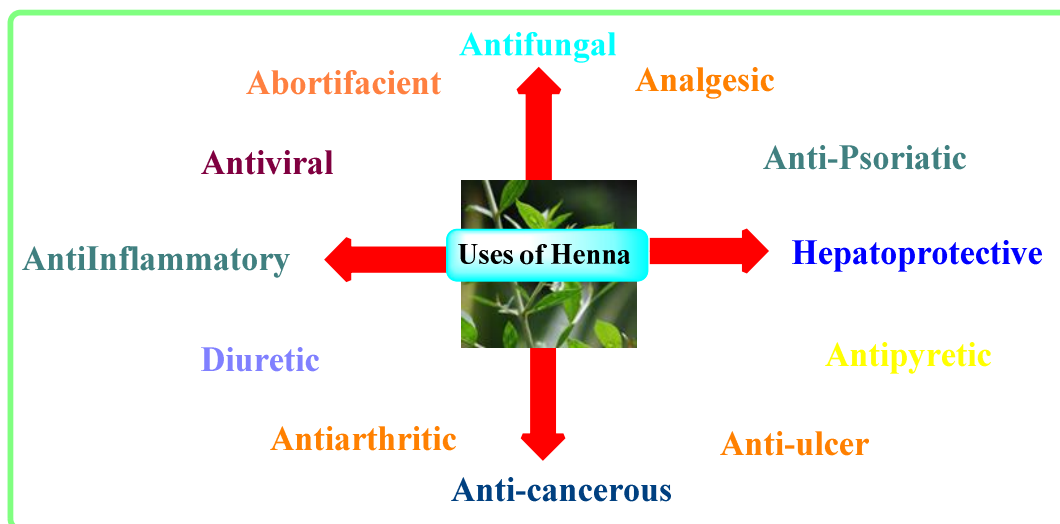 Antifungal
Abortifacient
Analgesic
Antiviral
Anti-Psoriatic
AntiInflammatory
Uses of Henna
Hepatoprotective
Diuretic
Antipyretic
Antiarthritic
Anti-ulcer
Anti-cancerous